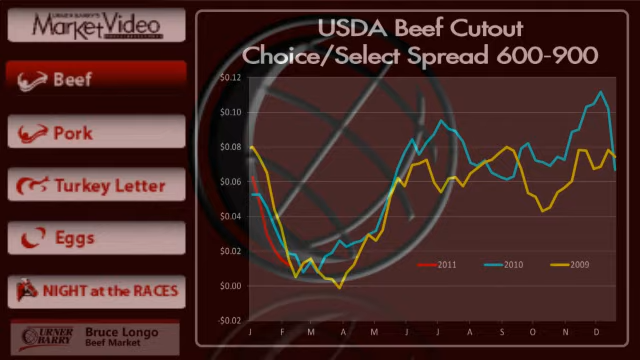 URNER BARRY'S
MarketVideo
Beef
Pork
Turkey Letter
Eggs
NIGHT at the RACES
URNER BARRY
Bruce Longo
Beef Market
USDA Beef Cutout
Choice/Select Spread 600-900
$0.12
$0.10
$0.08
$0.06
$0.04
$0.02
$0.00
-$0.02
J F M A M J J A S O N D
2011 2010 2009